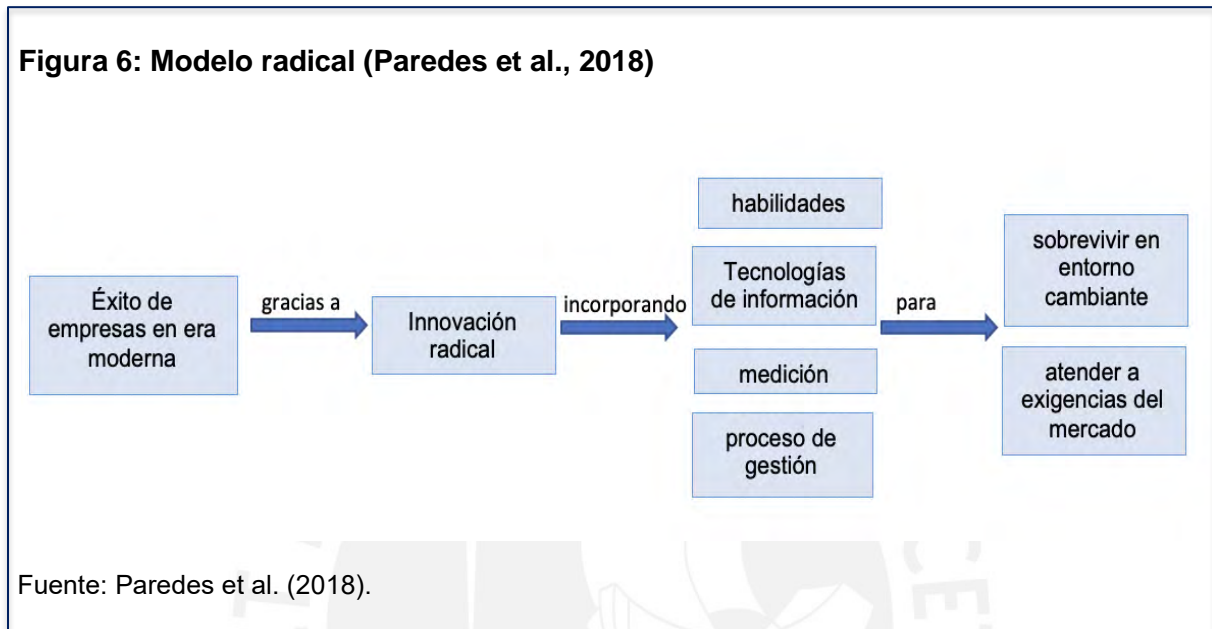 Figura 6: Modelo radical (Paredes et al., 2018)
Éxito de
empresas en era
moderna
gracias a
Innovación
radical
incorporando
habilidades
Tecnologías
de información
medición
proceso de
gestión
para
sobrevivir en
entorno
cambiante
atender a
exigencias del
mercado
Fuente: Paredes et al. (2018).